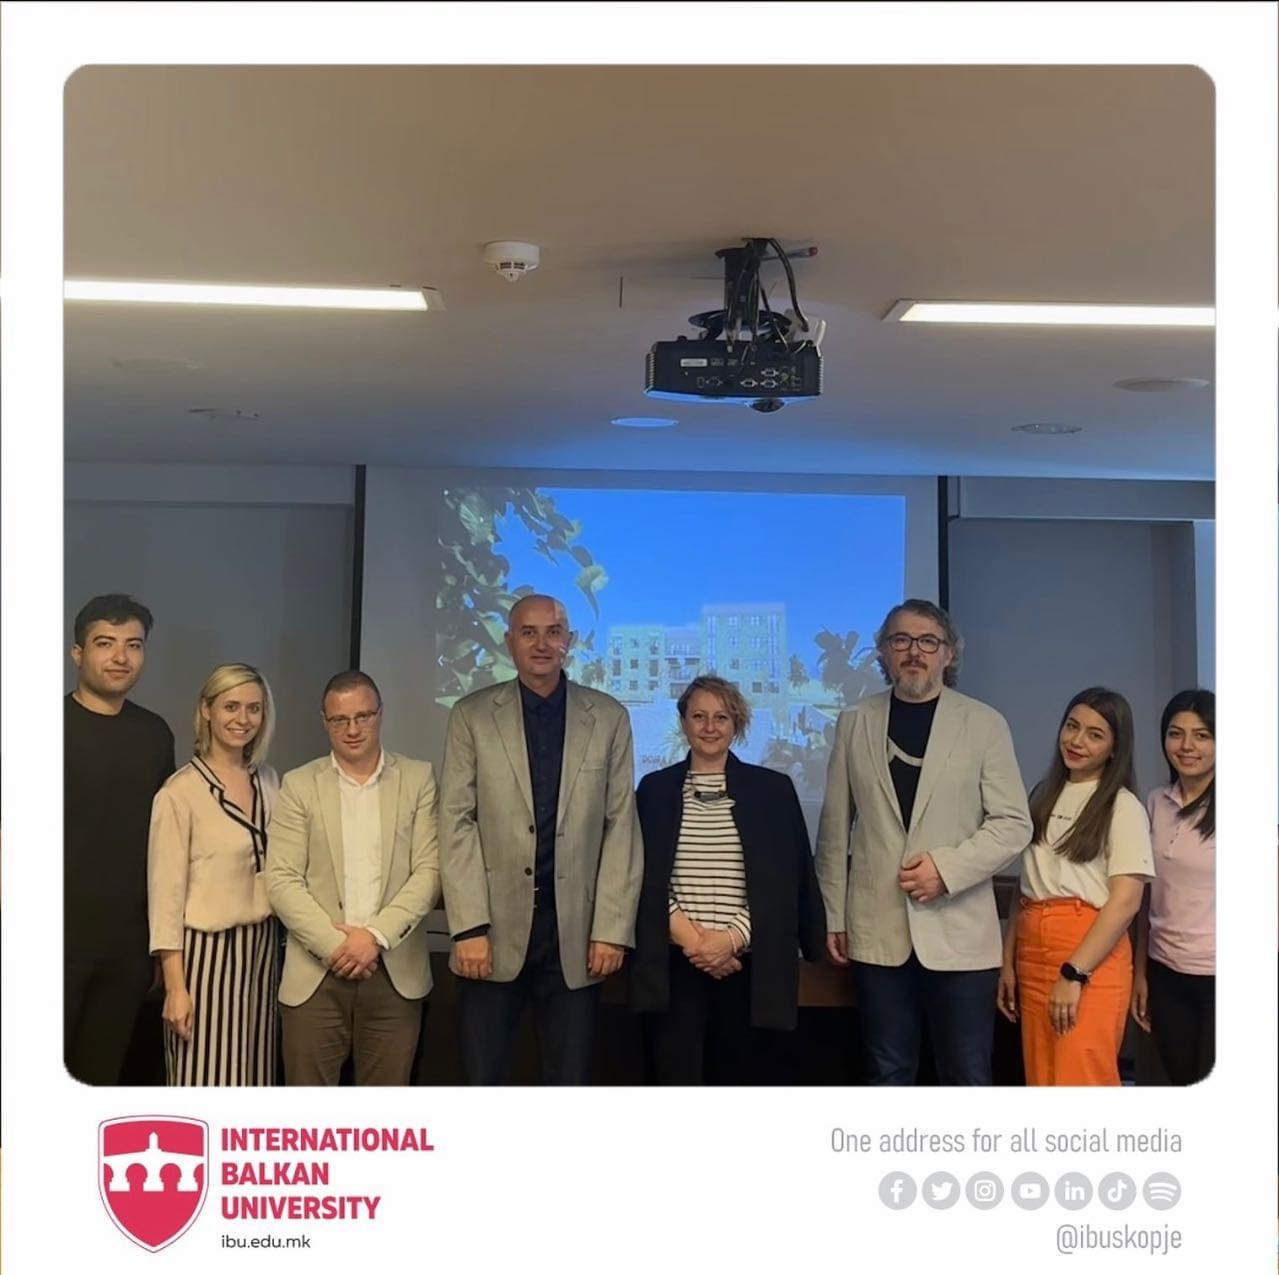 INTERNATIONAL
BALKAN
UNIVERSITY
ibu.edu.mk
One address for all social media
@ibuskopje